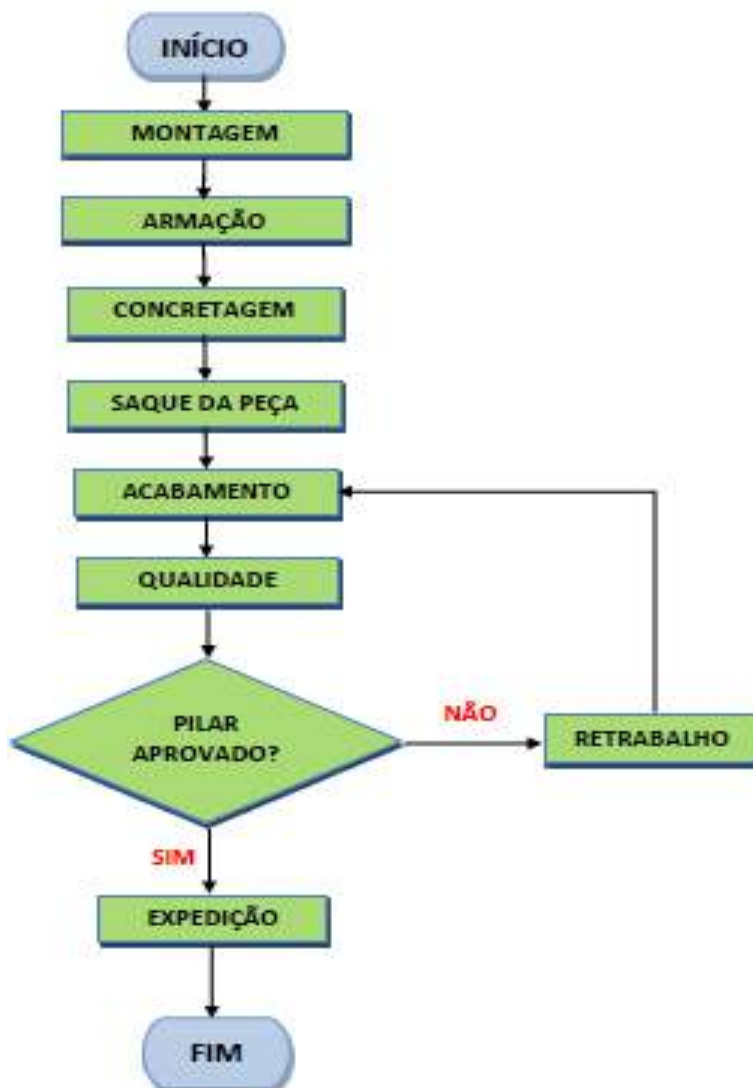 INÍCIO
MONTAGEM
ARMAÇÃO
CONCRETAGEM
SAQUE DA PEÇA
ACABAMENTO
QUALIDADE
PILAR
APROVADO?
NÃO
RETRABALHO
SIM
EXPEDIÇÃO
FIM